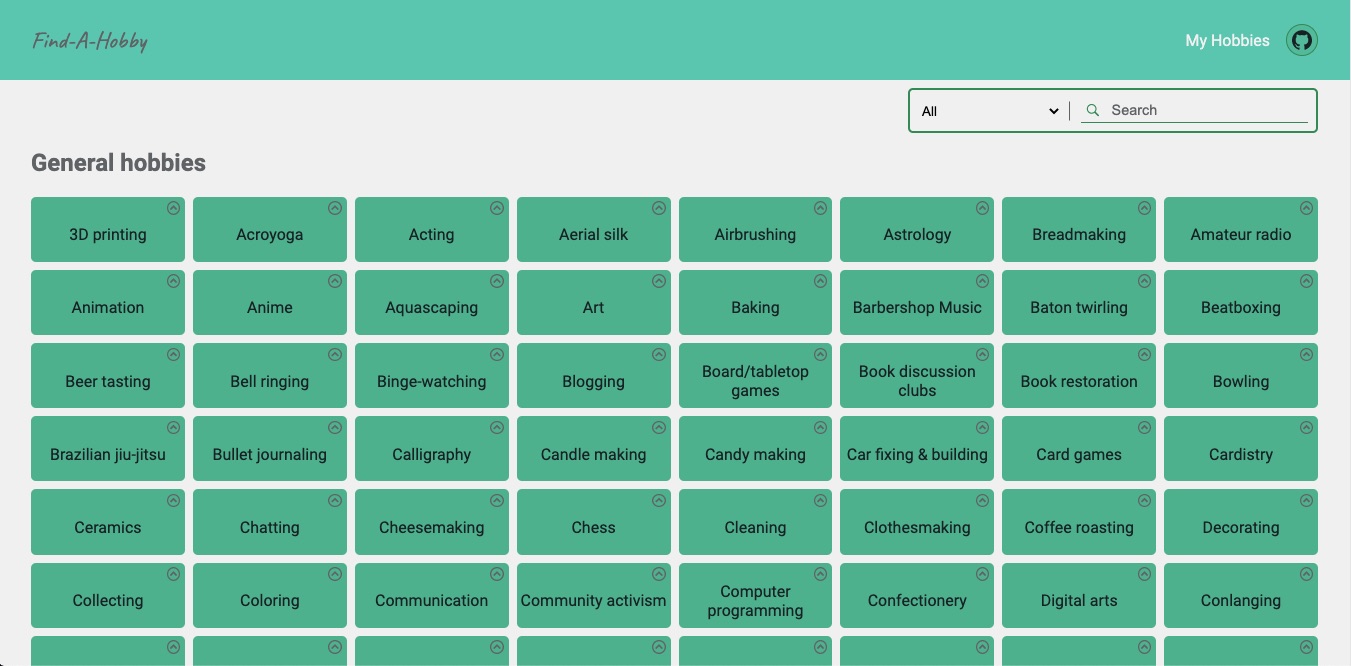 Find-A-Hobby
My Hobbies
All
Search
General hobbies
3D printing
Acroyoga
Acting
Aerial silk
Airbrushing
Astrology
Breadmaking
Amateur radio
Animation
Anime
Aquascaping
Art
Baking
Barbershop Music
Baton twirling
Beatboxing
Beer tasting
Bell ringing
Binge-watching
Blogging
Board/tabletop
games
Book discussion
clubs
Book restoration
Bowling
Brazilian jiu-jitsu
Bullet journaling
Calligraphy
Candle making
Candy making
Car fixing & building
Card games
Cardistry
Ceramics
Chatting
Cheesemaking
Chess
Cleaning
Clothesmaking
Coffee roasting
Decorating
Collecting
Coloring
Communication
Community activism
Computer
programming
Confectionery
Digital arts
Conlanging